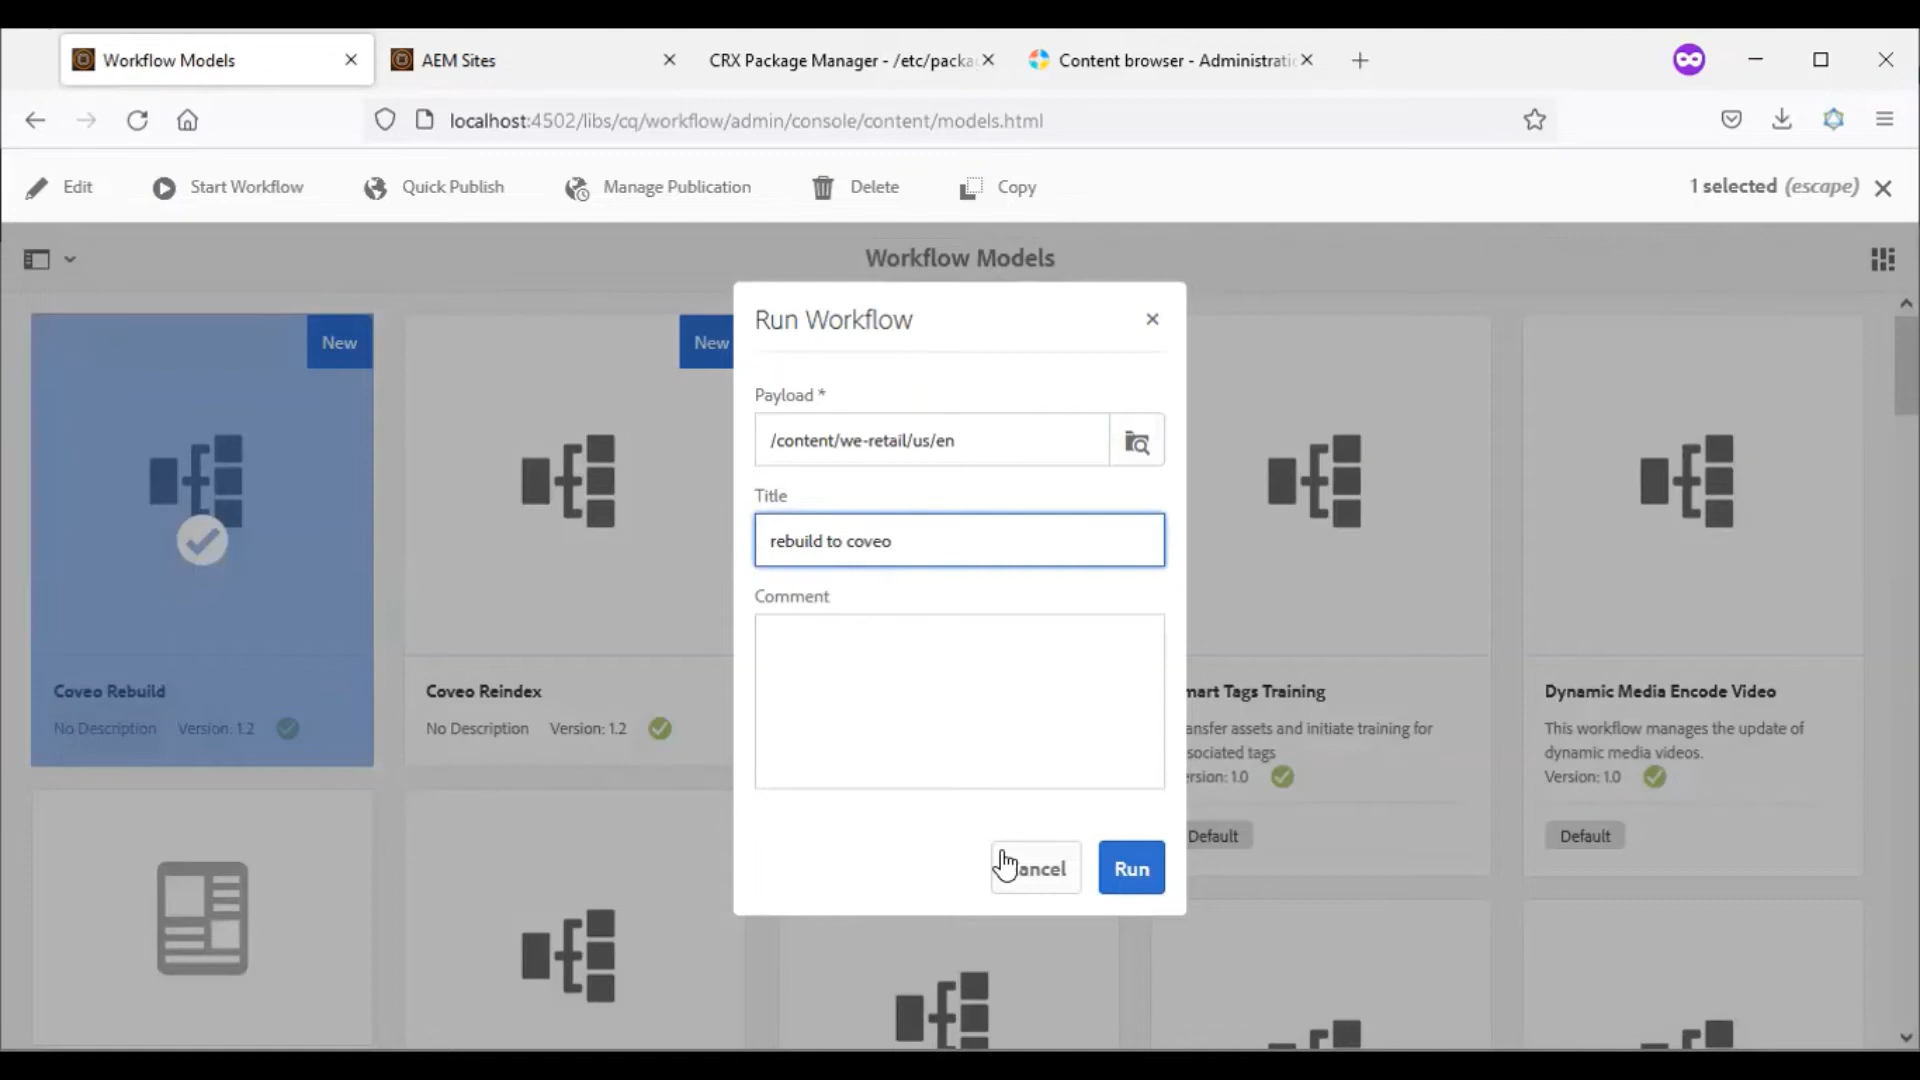 Workflow Models
AEM Sites
CRX Package Manager - /etc/packa
Content browser - Administratio
localhost:4502/libs/cq/workflow/admin/console/content/models.html
Edit
Start Workflow
Quick Publish
Manage Publication
Delete
Copy
1 selected (escape)
Workflow Models
New
New
Run Workflow
Payload *
/content/we-retail/us/en
Title
rebuild to coveo
Comment
Cancel
Run
Coveo Rebuild
No Description Version: 1.2
Coveo Reindex
No Description Version: 1.2
mart Tags Training
ansfer assets and initiate training for
sociated tags
ersion: 1.0
Default
Dynamic Media Encode Video
This workflow manages the update of
dynamic media videos.
Version: 1.0
Default